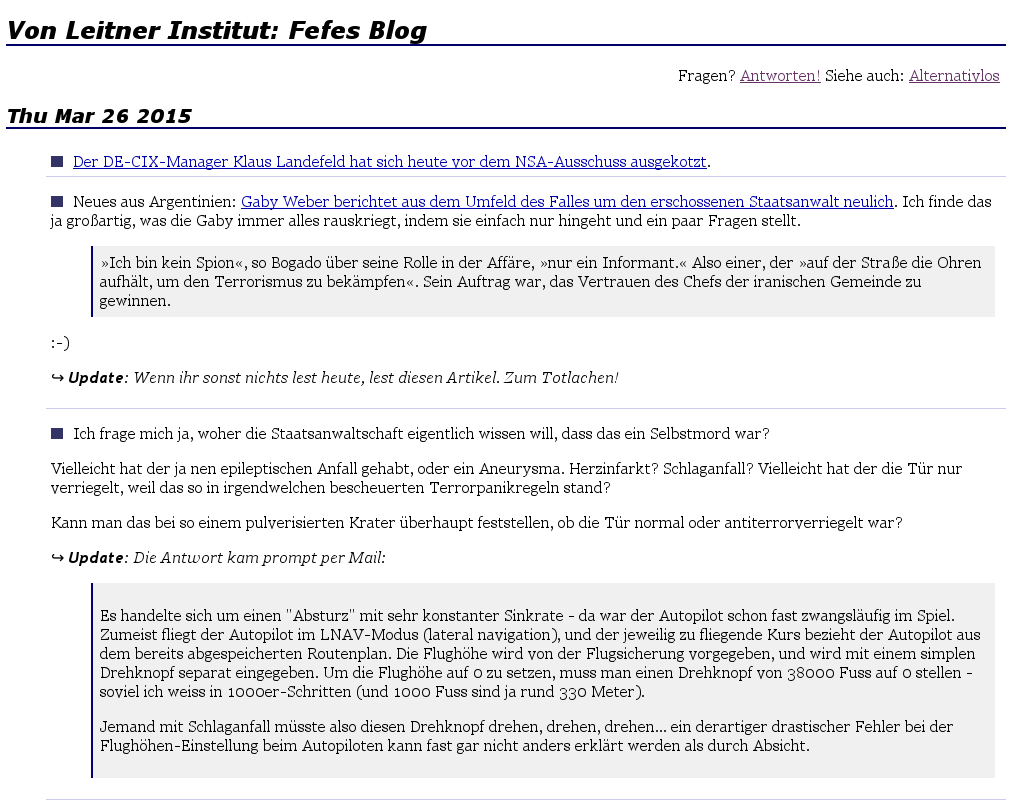 Von Leitner Institut: Fefes Blog
Fragen? Antworten! Siehe auch: Alternativlos
Thu Mar 26 2015
Der DE-CIX-Manager Klaus Landefeld hat sich heute vor dem NSA-Ausschuss ausgekotzt.
Neues aus Argentinien: Gaby Weber berichtet aus dem Umfeld des Falles um den erschossenen Staatsanwalt neulich. Ich finde das
ja großartig, was die Gaby immer alles rauskriegt, indem sie einfach nur hingeht und ein paar Fragen stellt.
»Ich bin kein Spion«, so Bogado über seine Rolle in der Affäre, »nur ein Informant.« Also einer, der »auf der Straße die Ohren
aufhält, um den Terrorismus zu bekämpfen«. Sein Auftrag war, das Vertrauen des Chefs der iranischen Gemeinde zu
gewinnen.
:-)
↪ Update: Wenn ihr sonst nichts lest heute, lest diesen Artikel. Zum Totlachen!
Ich frage mich ja, woher die Staatsanwaltschaft eigentlich wissen will, dass das ein Selbstmord war?
Vielleicht hat der ja nen epileptischen Anfall gehabt, oder ein Aneurysma. Herzinfarkt? Schlaganfall? Vielleicht hat der die Tür nur
verriegelt, weil das so in irgendwelchen bescheuerten Terrorpanikregeln stand?
Kann man das bei so einem pulverisierten Krater überhaupt feststellen, ob die Tür normal oder antiterrorverriegelt war?
↪ Update: Die Antwort kam prompt per Mail:
Es handelte sich um einen "Absturz" mit sehr konstanter Sinkrate - da war der Autopilot schon fast zwangsläufig im Spiel.
Zumeist fliegt der Autopilot im LNAV-Modus (lateral navigation), und der jeweilig zu fliegende Kurs bezieht der Autopilot aus
dem bereits abgespeicherten Routenplan. Die Flughöhe wird von der Flugsicherung vorgegeben, und wird mit einem simplen
Drehknopf separat eingegeben. Um die Flughöhe auf 0 zu setzen, muss man einen Drehknopf von 38000 Fuss auf 0 stellen -
soviel ich weiss in 1000er-Schritten (und 1000 Fuss sind ja rund 330 Meter).
Jemand mit Schlaganfall müsste also diesen Drehknopf drehen, drehen, drehen... ein derartiger drastischer Fehler bei der
Flughöhen-Einstellung beim Autopiloten kann fast gar nicht anders erklärt werden als durch Absicht.